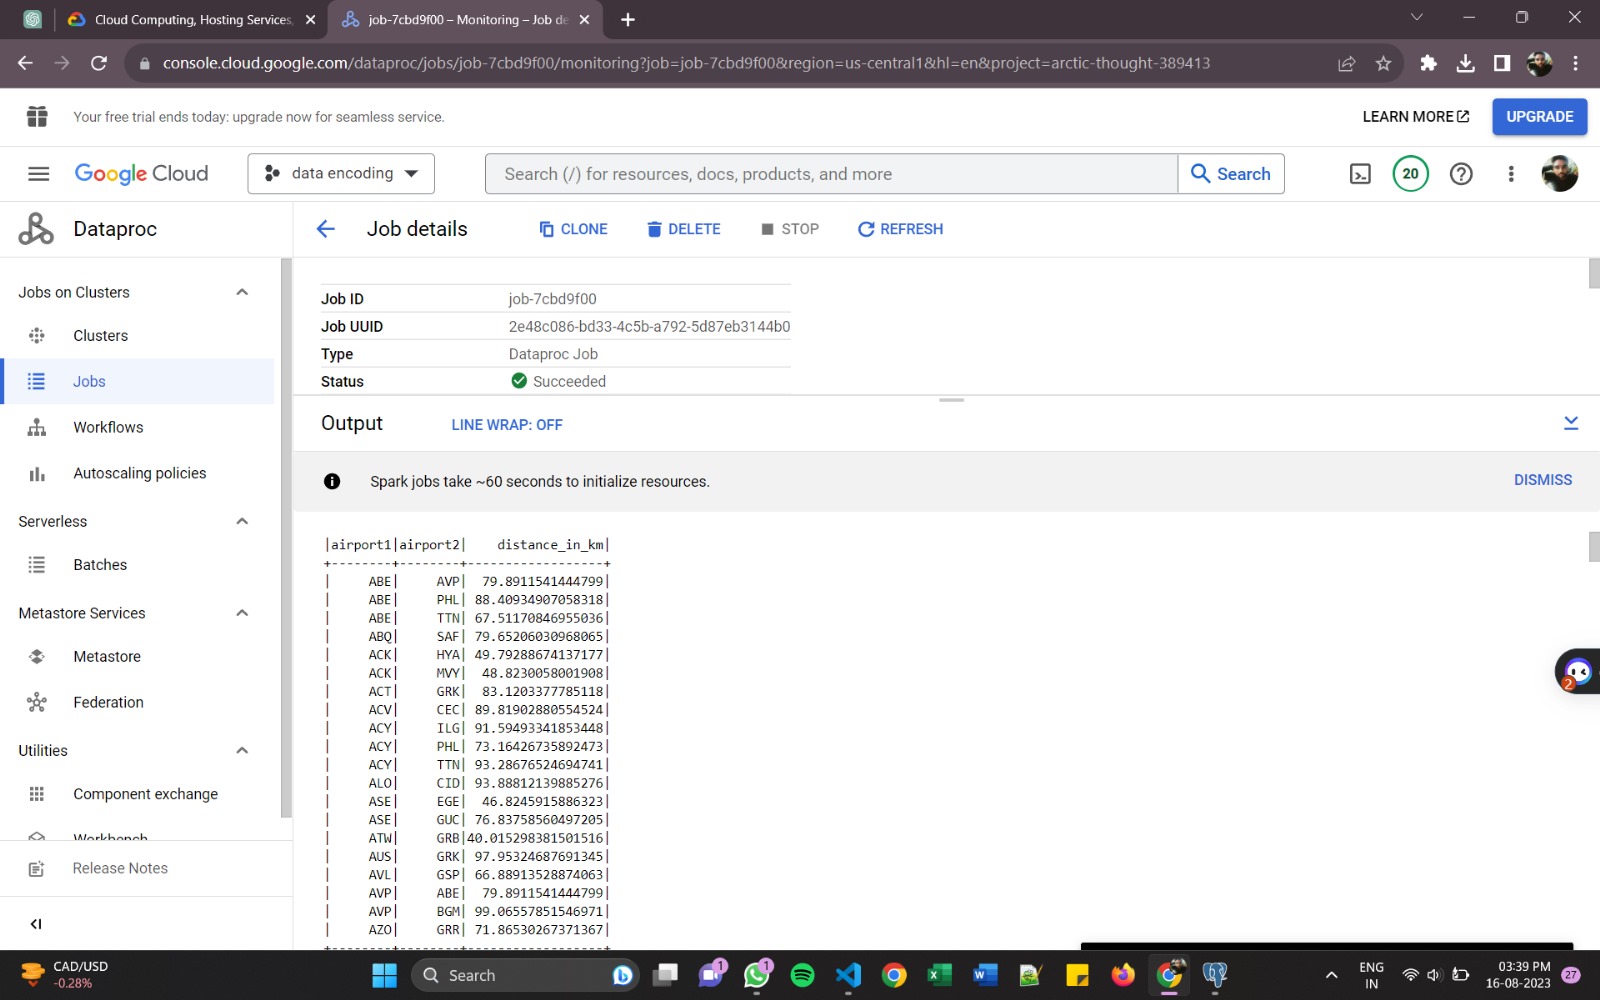 Cloud Computing, Hosting Services,
job-7cbd9f00 – Monitoring – Job de
console.cloud.google.com/dataproc/jobs/job-7cbd9f00/monitoring?job=job-7cbd9f00&region=us-central1&hl=en&project=arctic-thought-389413
Your free trial ends today: upgrade now for seamless service.
LEARN MORE
UPGRADE
Google Cloud
data encoding
Search (/) for resources, docs, products, and more
Search
20
Dataproc
Job details
CLONE
DELETE
STOP
REFRESH
Jobs on Clusters
Clusters
Jobs
Workflows
Autoscaling policies
Serverless
Batches
Metastore Services
Metastore
Federation
Utilities
Component exchange
Workbench
Release Notes
Job ID job-7cbd9f00
Job UUID 2e48c086-bd33-4c5b-a792-5d87eb3144b0
Type Dataproc Job
Status Succeeded
Output
LINE WRAP: OFF
Spark jobs take ~60 seconds to initialize resources.
DISMISS
|airport1|airport2|    distance_in_km|
+--------+--------+------------------+
|     ABE|     AVP|  79.8911541444799|
|     ABE|     PHL| 88.40934907058318|
|     ABE|     TTN| 67.51170846955036|
|     ABQ|     SAF| 79.65206030968065|
|     ACK|     HYA| 49.79288674137177|
|     ACK|     MVY|  48.8230058001908|
|     ACT|     GRK|  83.1203377785118|
|     ACV|     CEC| 89.81902880554524|
|     ACY|     ILG| 91.59493341853448|
|     ACY|     PHL| 73.16426735892473|
|     ACY|     TTN| 93.28676524694741|
|     ALO|     CID| 93.88812139885276|
|     ASE|     EGE|  46.8245915886323|
|     ASE|     GUC| 76.83758560497205|
|     ATW|     GRB|40.015298381501516|
|     AUS|     GRK| 97.95324687691345|
|     AVL|     GSP| 66.88913528874063|
|     AVP|     ABE|  79.8911541444799|
|     AVP|     BGM| 99.06557851546971|
|     AZO|     GRR| 71.86530267371367|
+--------+--------+------------------+
2
CAD/USD
-0.28%
Search
1
1
ENG
IN
03:39 PM
16-08-2023
27